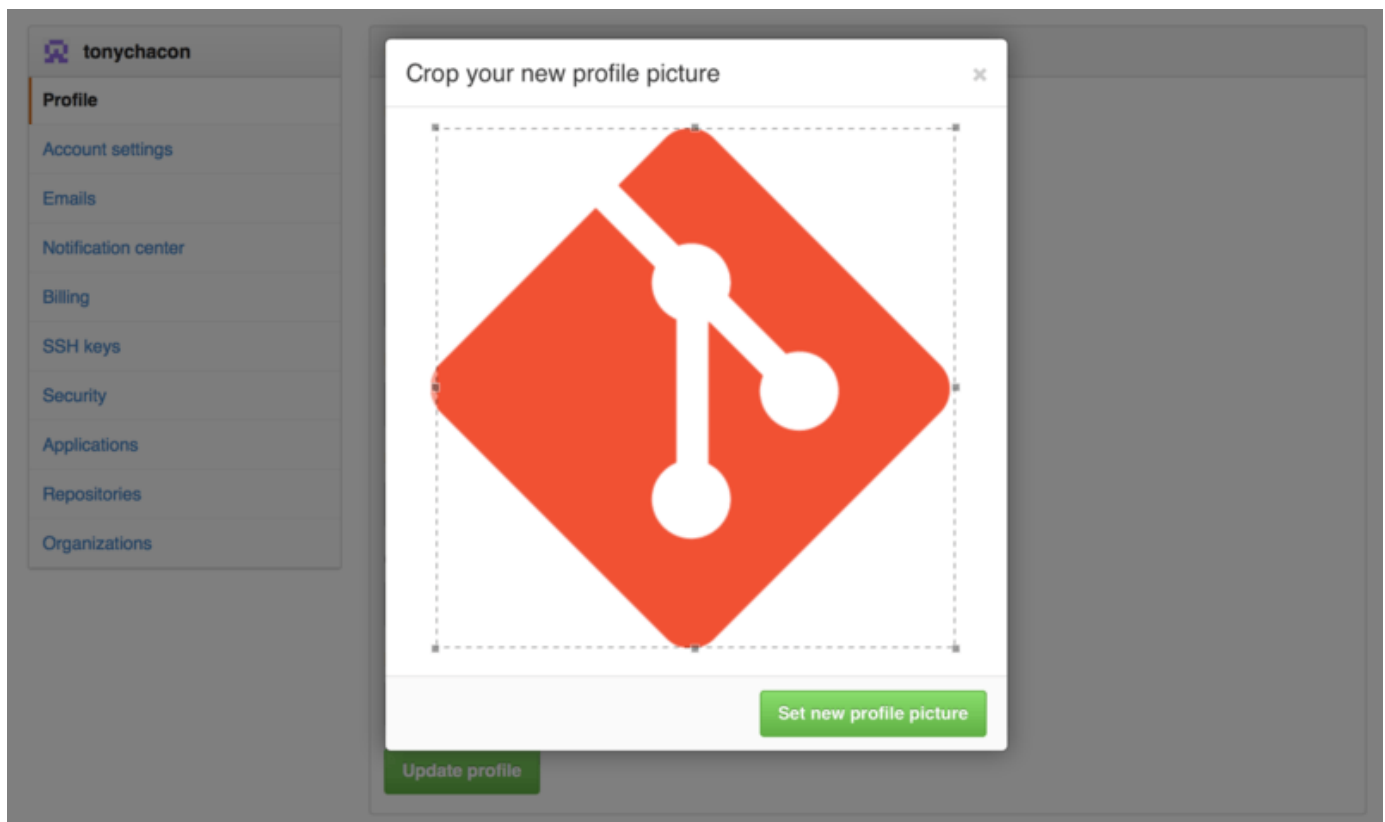 tonychacon
Profile
Account settings
Emails
Notification center
Billing
SSH keys
Security
Applications
Repositories
Organizations
Crop your new profile picture ×
Set new profile picture
Update profile